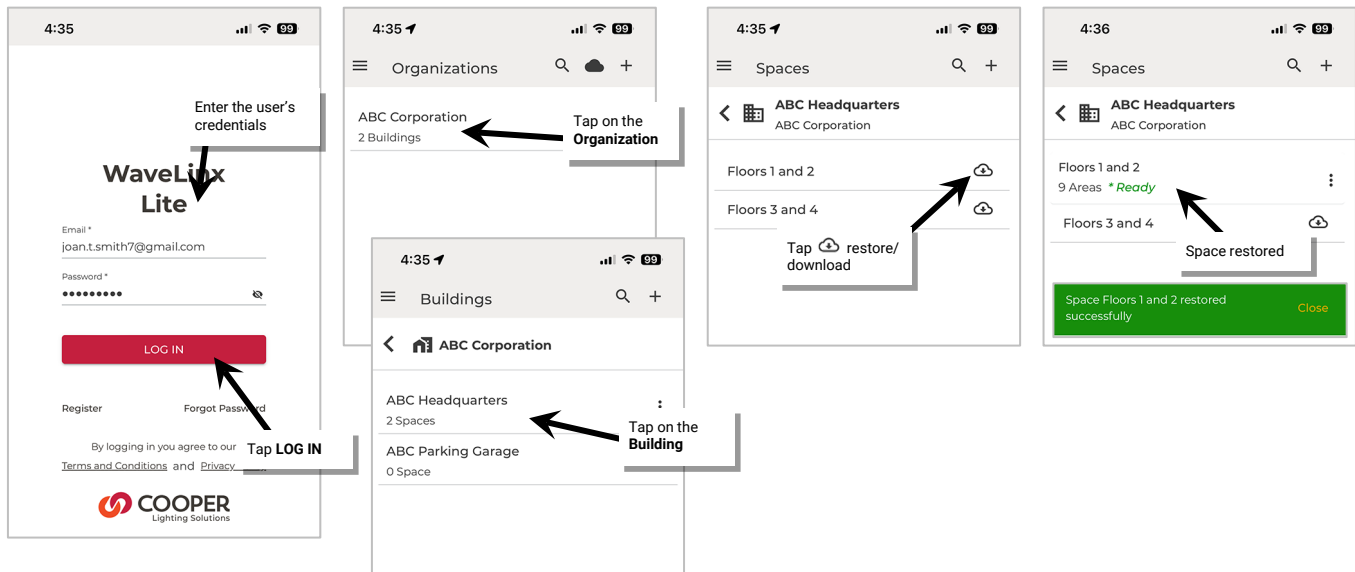 4:35
99
Enter the user's
credentials
WaveLinx
Lite
Email *
joan.t.smith7@gmail.com
Password *
•••••••••
LOG IN
Register
Forgot Password
By logging in you agree to our
Terms and Conditions and Privacy
Tap LOG IN
COOPER
Lighting Solutions
4:35
99
Organizations
ABC Corporation
2 Buildings
Tap on the
Organization
4:35
99
Buildings
ABC Corporation
ABC Headquarters
2 Spaces
Tap on the
Building
ABC Parking Garage
0 Space
4:35
99
Spaces
ABC Headquarters
ABC Corporation
Floors 1 and 2
Floors 3 and 4
Tap restore/
download
4:36
99
Spaces
ABC Headquarters
ABC Corporation
Floors 1 and 2
9 Areas * Ready
Floors 3 and 4
Space restored
Space Floors 1 and 2 restored
successfully
Close